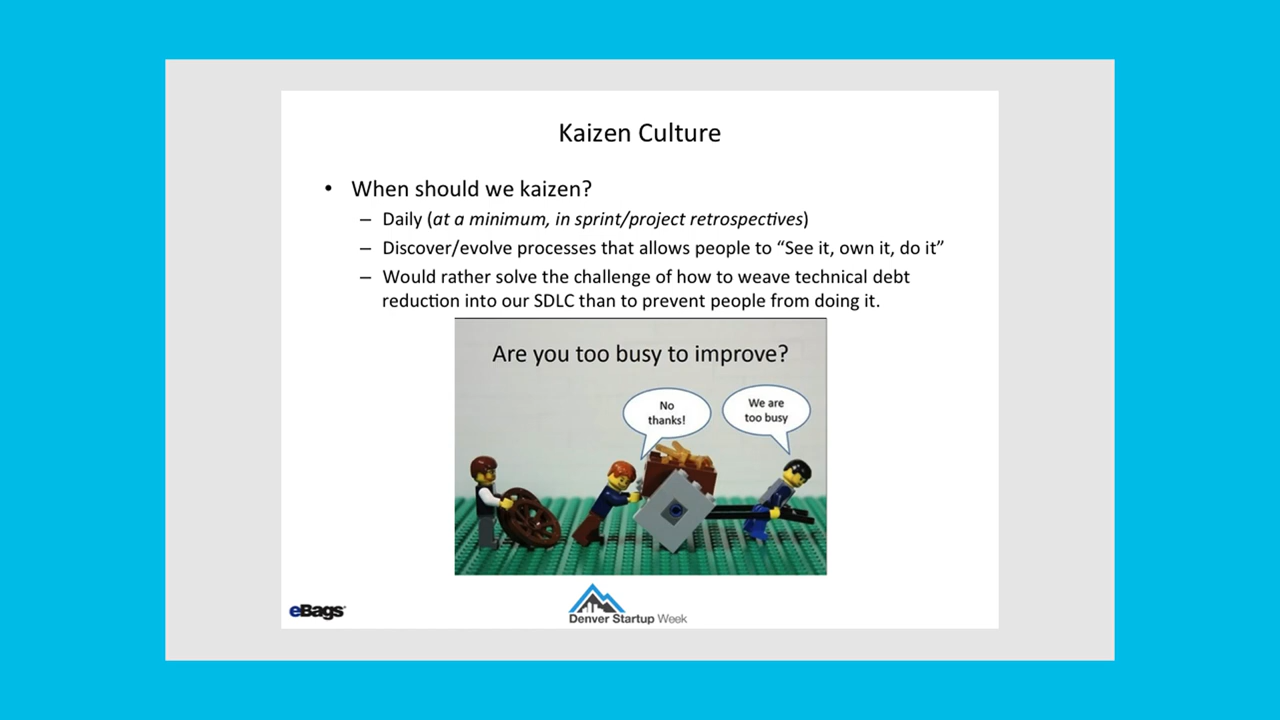 Kaizen Culture
• When should we kaizen?
– Daily (at a minimum, in sprint/project retrospectives)
– Discover/evolve processes that allows people to “See it, own it, do it”
– Would rather solve the challenge of how to weave technical debt
reduction into our SDLC than to prevent people from doing it.
Are you too busy to improve?
No
thanks!
We are
too busy
eBags
Denver Startup Week